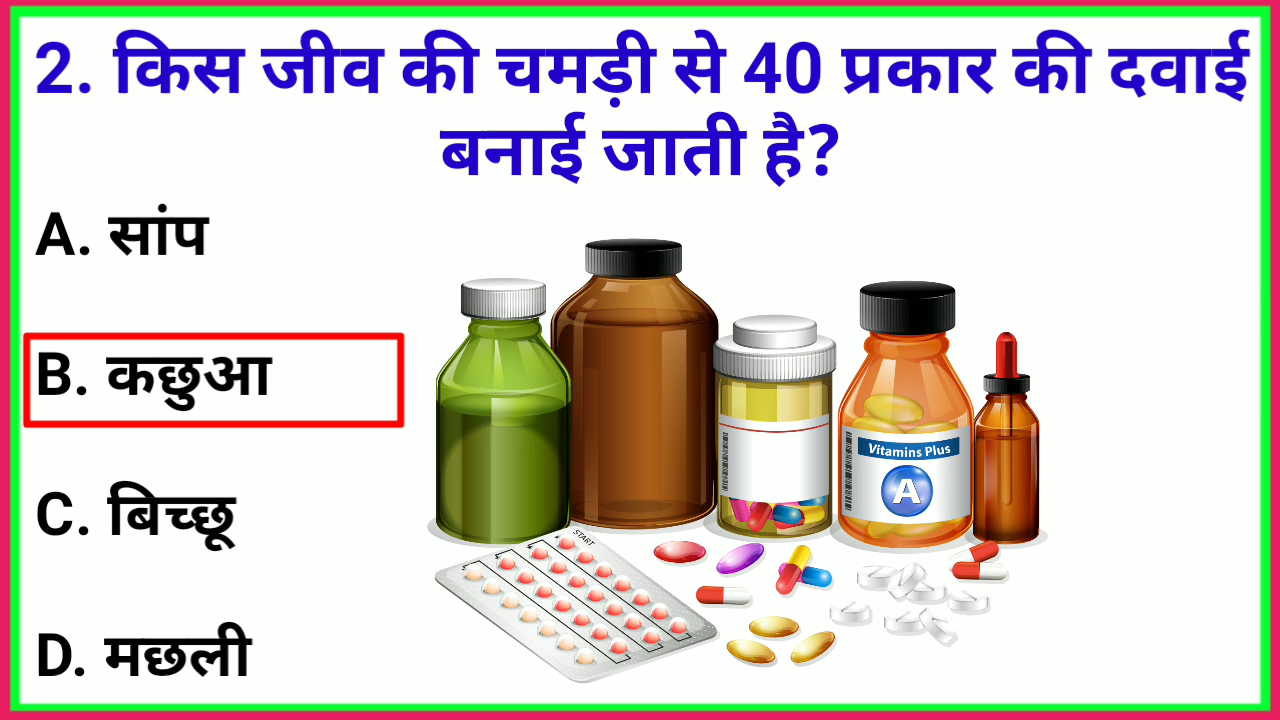 2. किस जीव की चमड़ी से 40 प्रकार की दवाई
बनाई जाती है?
A. सांप
B. कछुआ
C. बिच्छू
D. मछली
Vitamins Plus
A
START